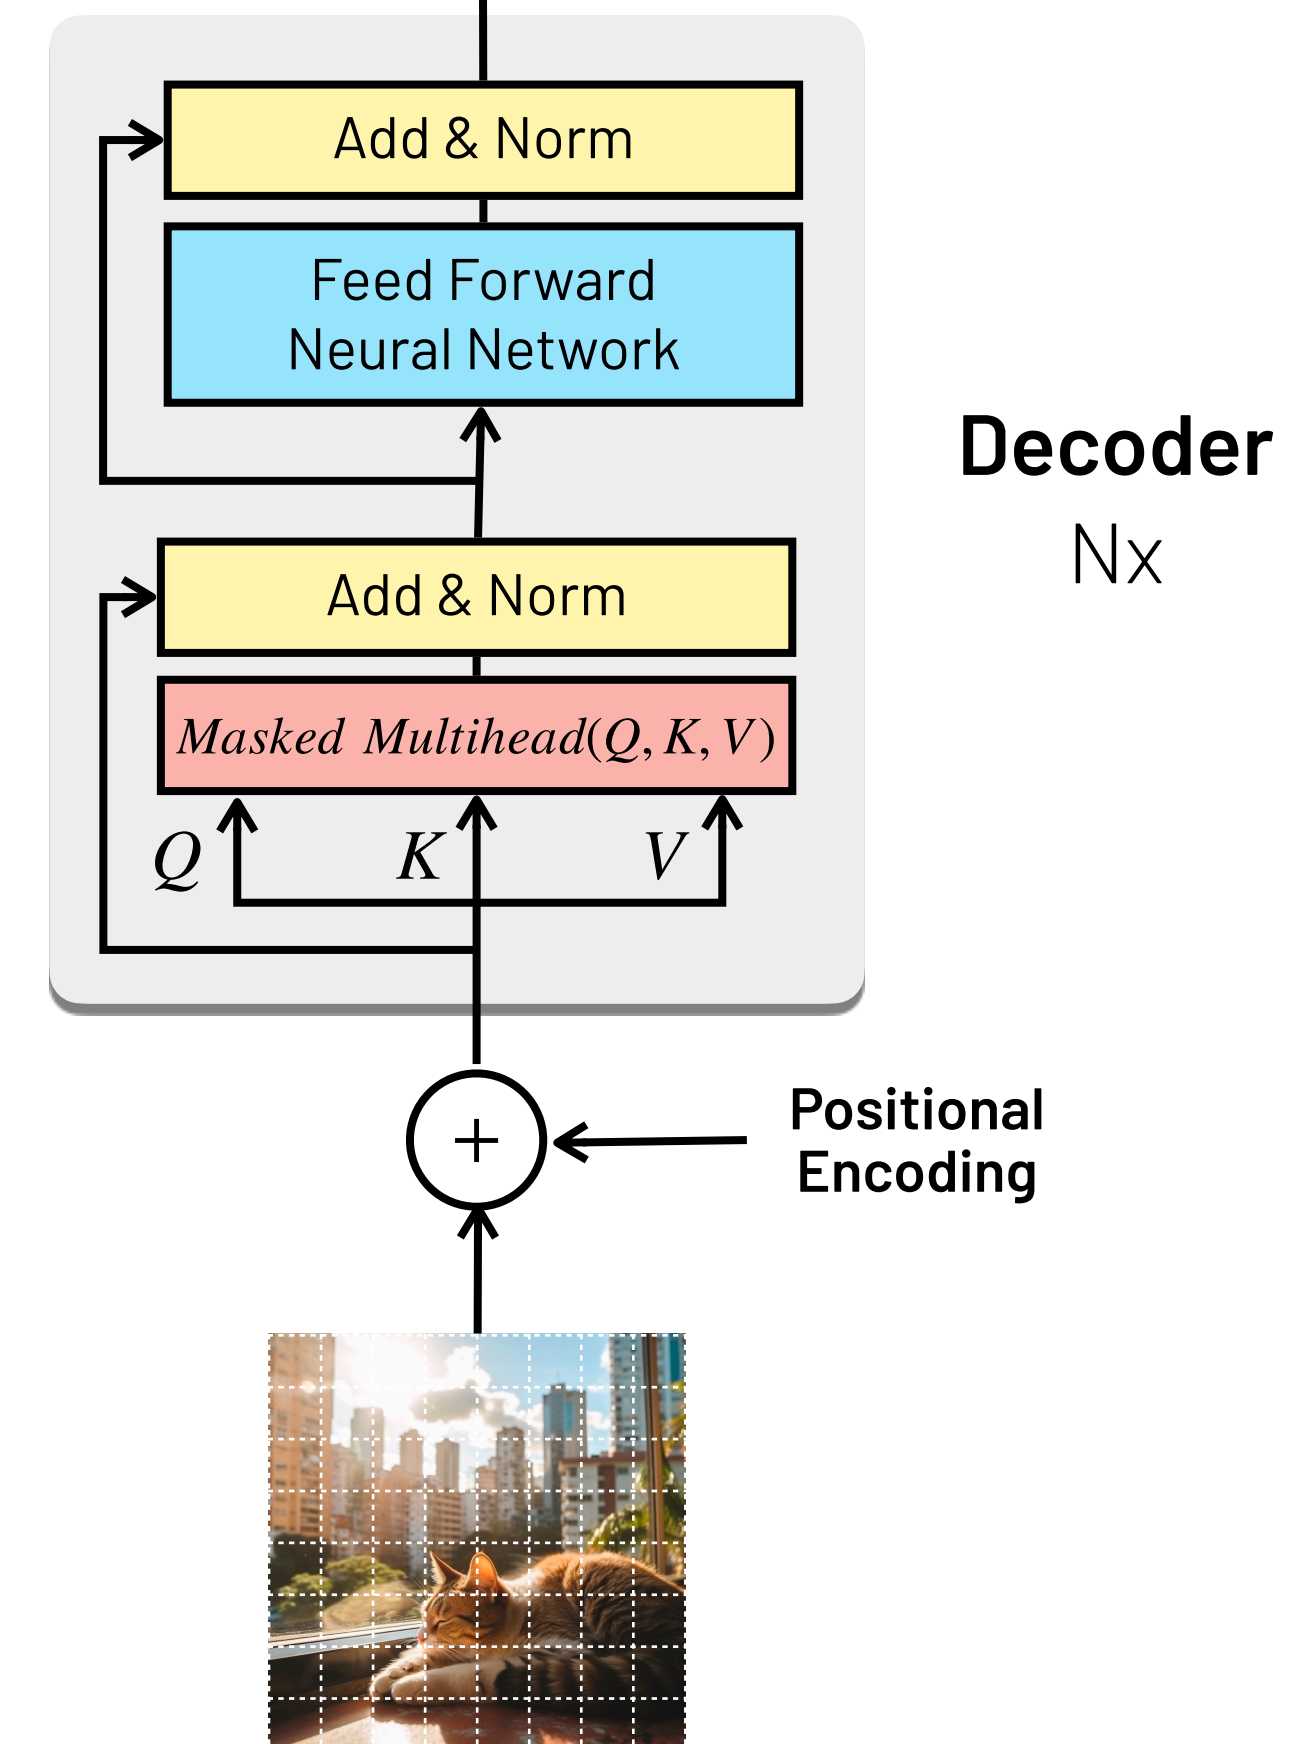 Add & Norm
Feed Forward
Neural Network
Decoder
Nx
Add & Norm
Masked Multihead(Q, K, V)
Q K V
+
Positional
Encoding